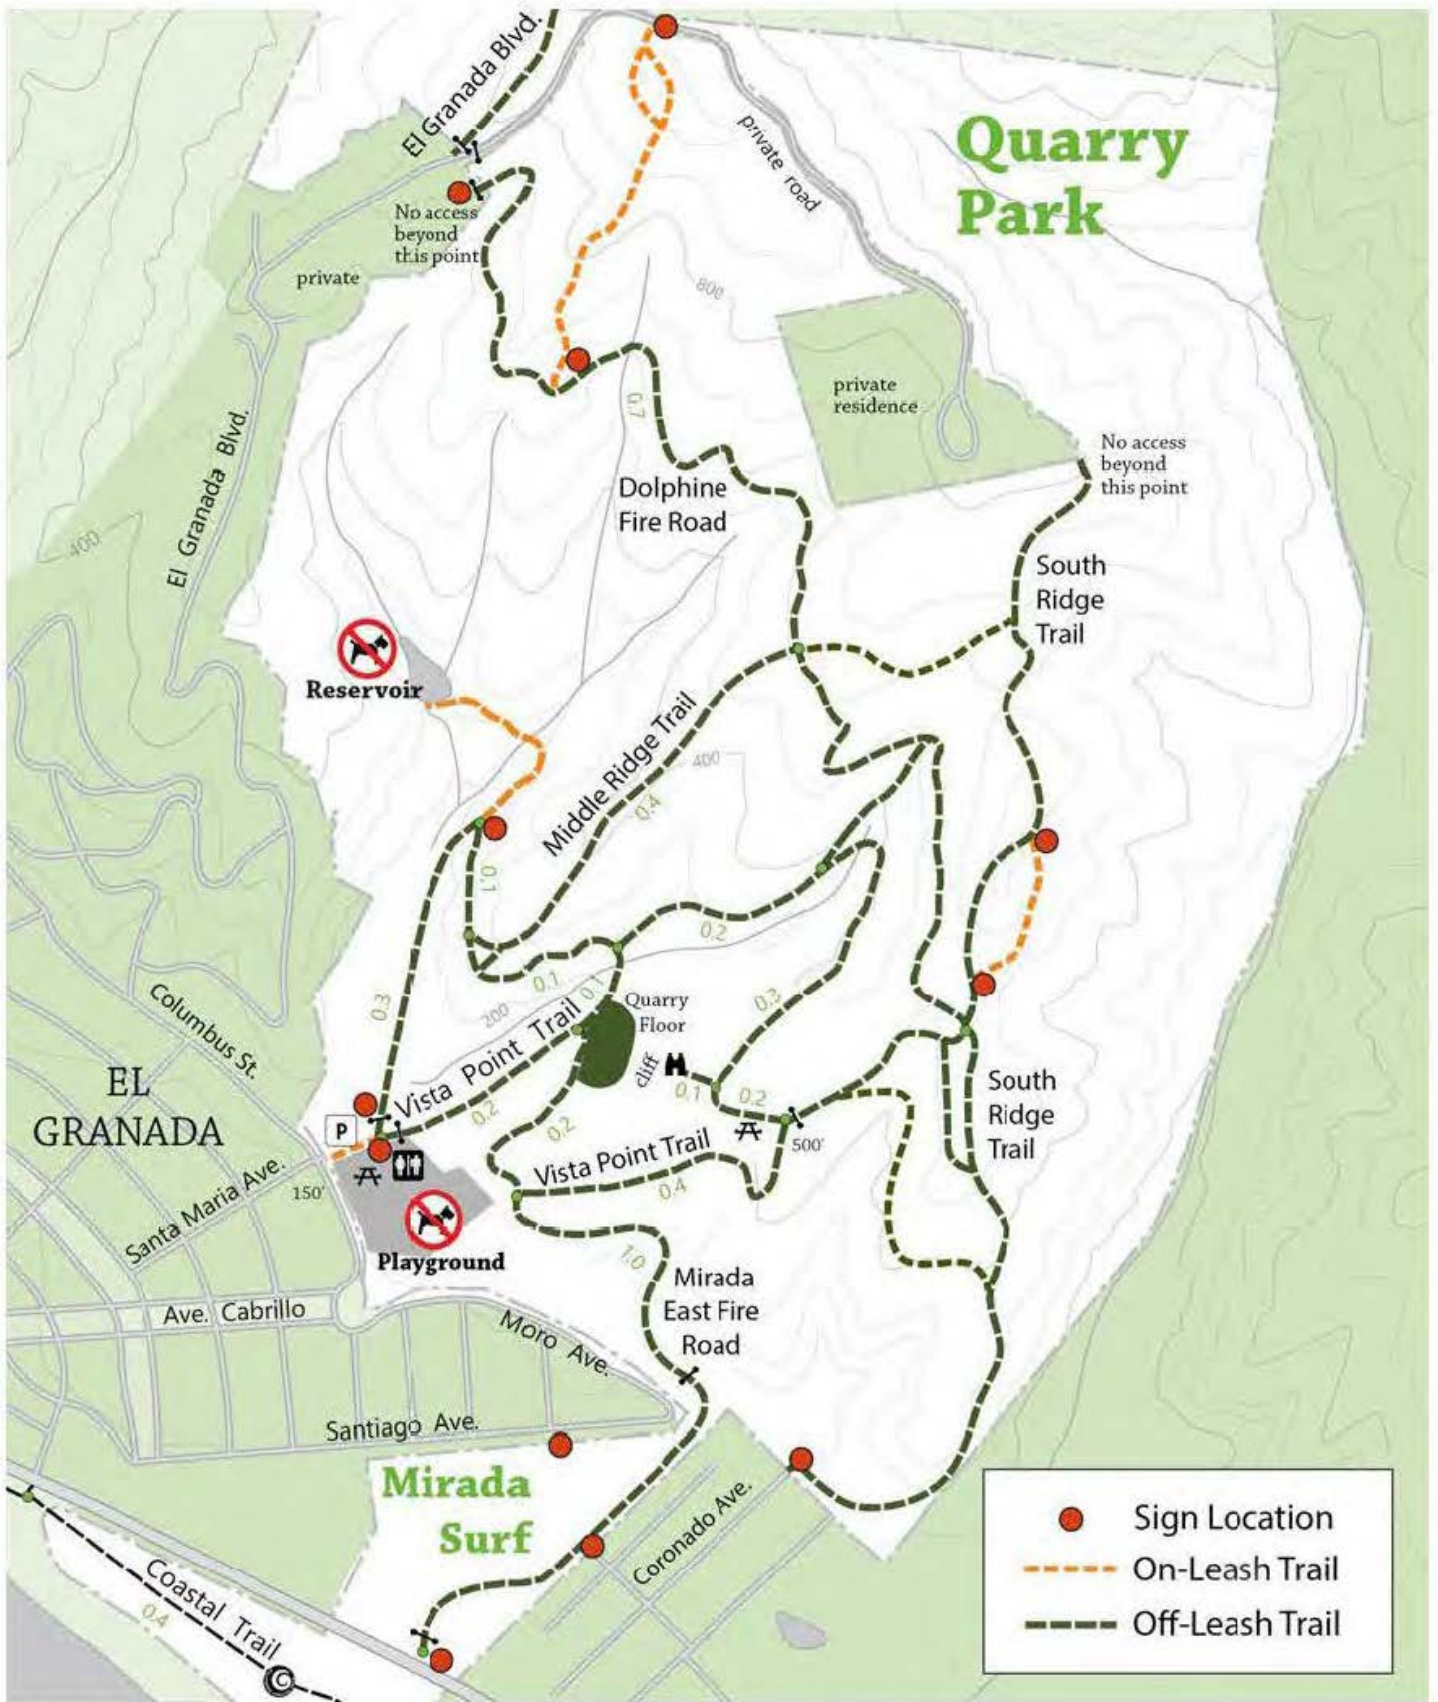 El Granada Blvd.
Quarry
Park
private road
No access
beyond
this point
private
800
private
residence
0.7
No access
beyond
this point
El Granada Blvd.
Dolphine
Fire Road
400
South
Ridge
Trail
Reservoir
Middle Ridge Trail
400
0.4
0.1
0.2
0.1
0.1
0.3
200
Quarry
Floor
0.3
cliff
Columbus St.
Vista Point Trail
0.2
0.1
0.2
EL
GRANADA
P
0.2
500'
South
Ridge
Trail
Vista Point Trail
0.4
Santa Maria Ave.
150'
Playground
1.0
Mirada
East Fire
Road
Ave. Cabrillo
Moro Ave.
Santiago Ave.
Mirada
Surf
Coronado Ave.
Coastal Trail
0.4
C
Sign Location
On-Leash Trail
Off-Leash Trail